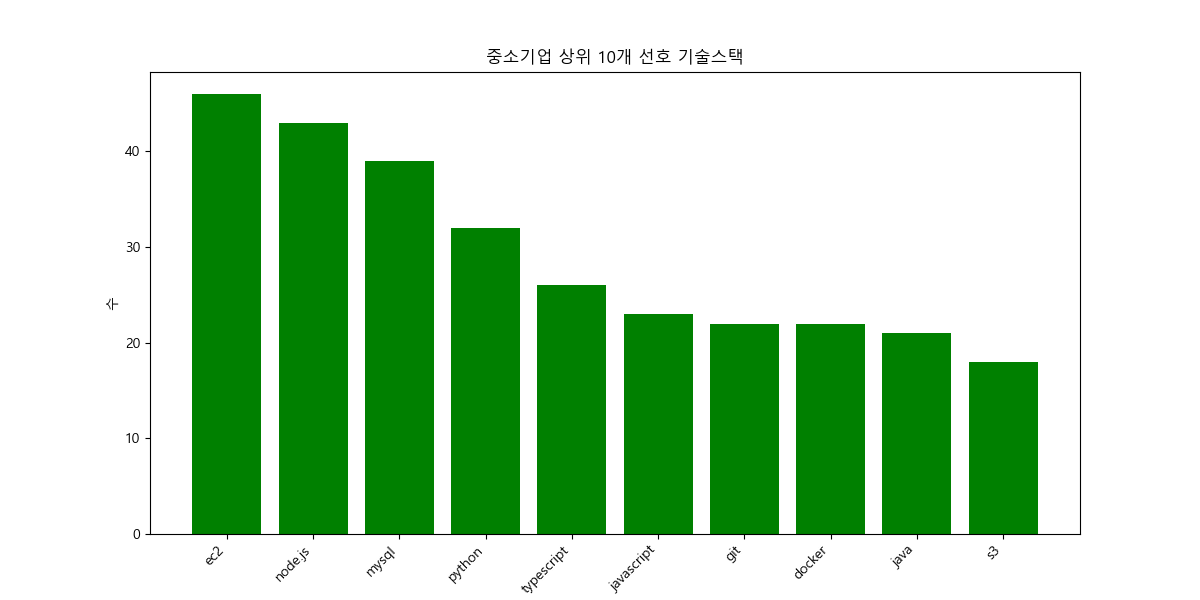 중소기업 상위 10개 선호 기술스택
수
40
30
20
10
0
ec2
node.js
mysql
python
typescript
javascript
git
docker
java
s3